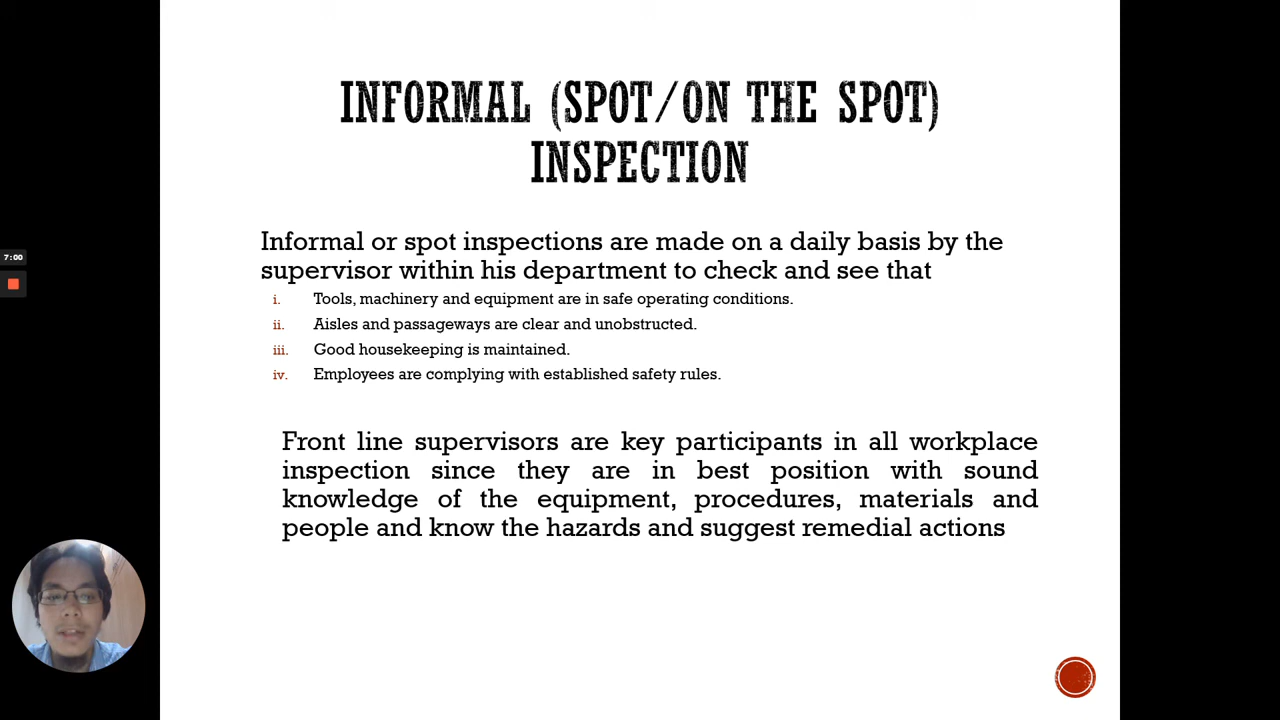 INFORMAL (SPOT/ON THE SPOT)
INSPECTION
Informal or spot inspections are made on a daily basis by the
supervisor within his department to check and see that
i. Tools, machinery and equipment are in safe operating conditions.
ii. Aisles and passageways are clear and unobstructed.
iii. Good housekeeping is maintained.
iv. Employees are complying with established safety rules.
7:00
Front line supervisors are key participants in all workplace
inspection since they are in best position with sound
knowledge of the equipment, procedures, materials and
people and know the hazards and suggest remedial actions